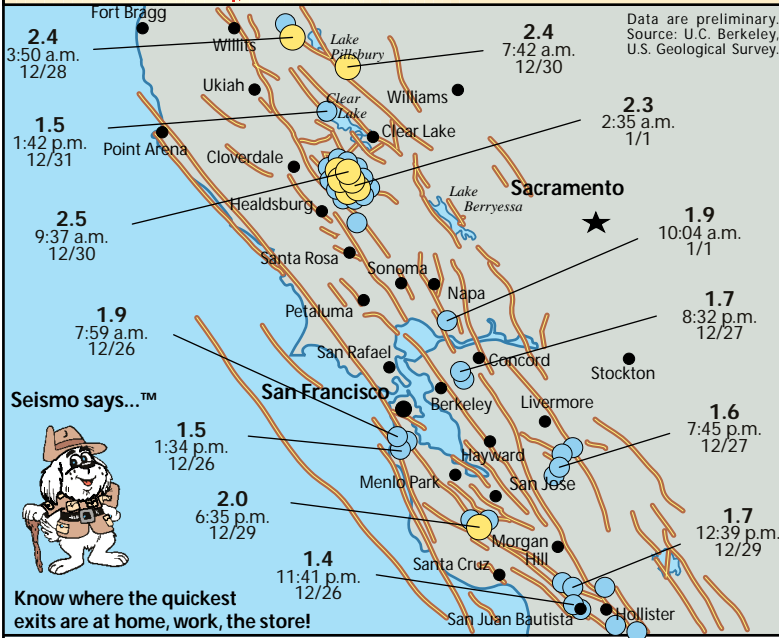 Fort Bragg
Data are preliminary.
Source: U.C. Berkeley,
U.S. Geological Survey.
2.4
3:50 a.m.
12/28
Willits
Lake
Pillsbury
2.4
7:42 a.m.
12/30
Ukiah
Williams
Clear
Lake
1.5
1:42 p.m.
12/31
Clear Lake
2.3
2:35 a.m.
1/1
Point Arena
Cloverdale
Lake
Berryessa
Sacramento
Healdsburg
2.5
9:37 a.m.
12/30
1.9
10:04 a.m.
1/1
Santa Rosa
Sonoma
Napa
Petaluma
1.9
7:59 a.m.
12/26
1.7
8:32 p.m.
12/27
San Rafael
Concord
Stockton
San Francisco
Berkeley
Livermore
Seismo says...™
1.5
1:34 p.m.
12/26
1.6
7:45 p.m.
12/27
Hayward
Menlo Park
San Jose
2.0
6:35 p.m.
12/29
1.7
12:39 p.m.
12/29
Morgan
Hill
Santa Cruz
1.4
11:41 p.m.
12/26
San Juan Bautista
Hollister
Know where the quickest
exits are at home, work, the store!